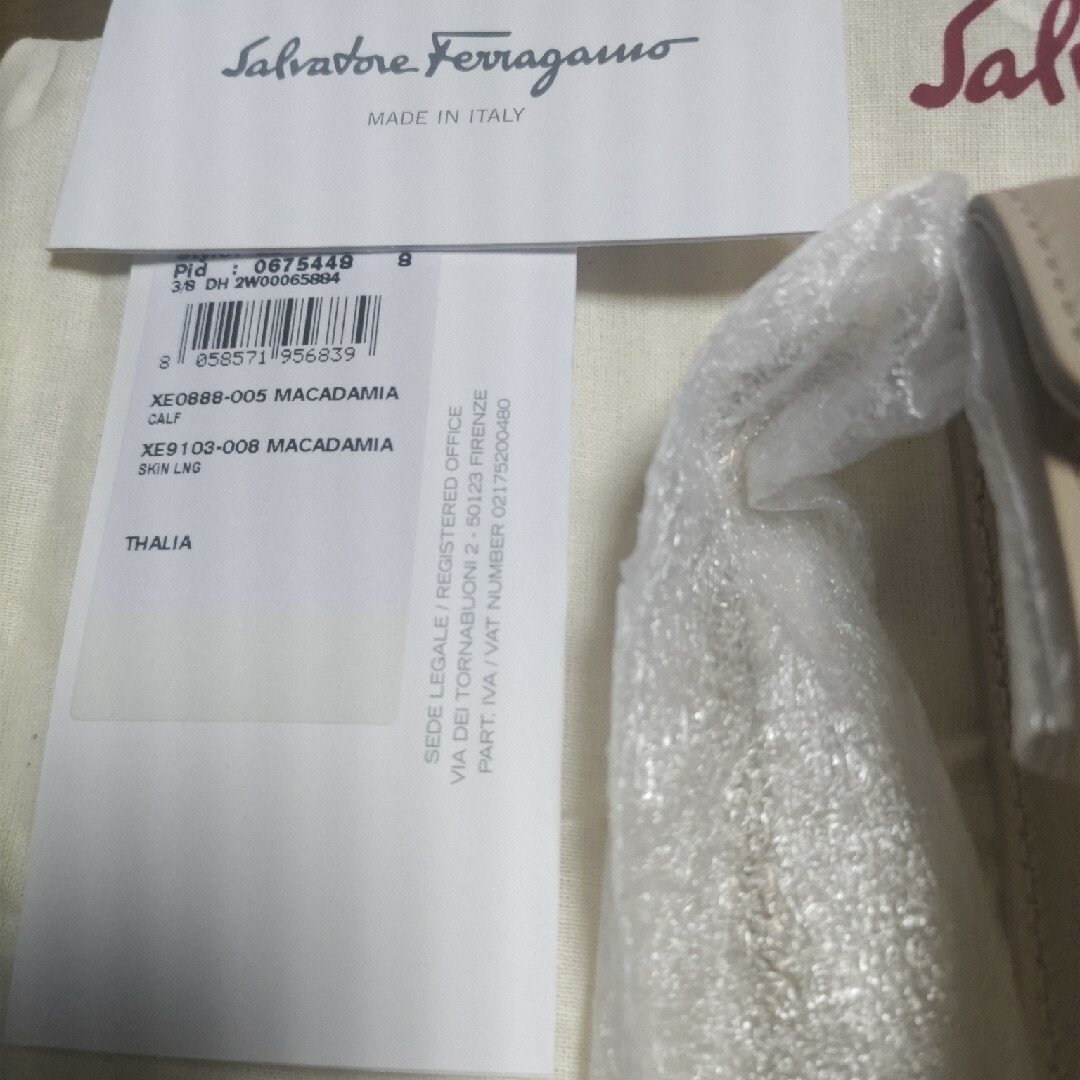 Salvatore Ferragamo
MADE IN ITALY
Sal
Pid : 0675448 8
3/8 DH 2W00065884
8 058571 956839
XE0888-005 MACADAMIA
CALF
XE9103-008 MACADAMIA
SKIN LNG
THALIA
SEDE LEGALE / REGISTERED OFFICE
VIA DEI TORNABUONI 2 - 50123 FIRENZE
PART. IVA / VAT NUMBER 02175200480